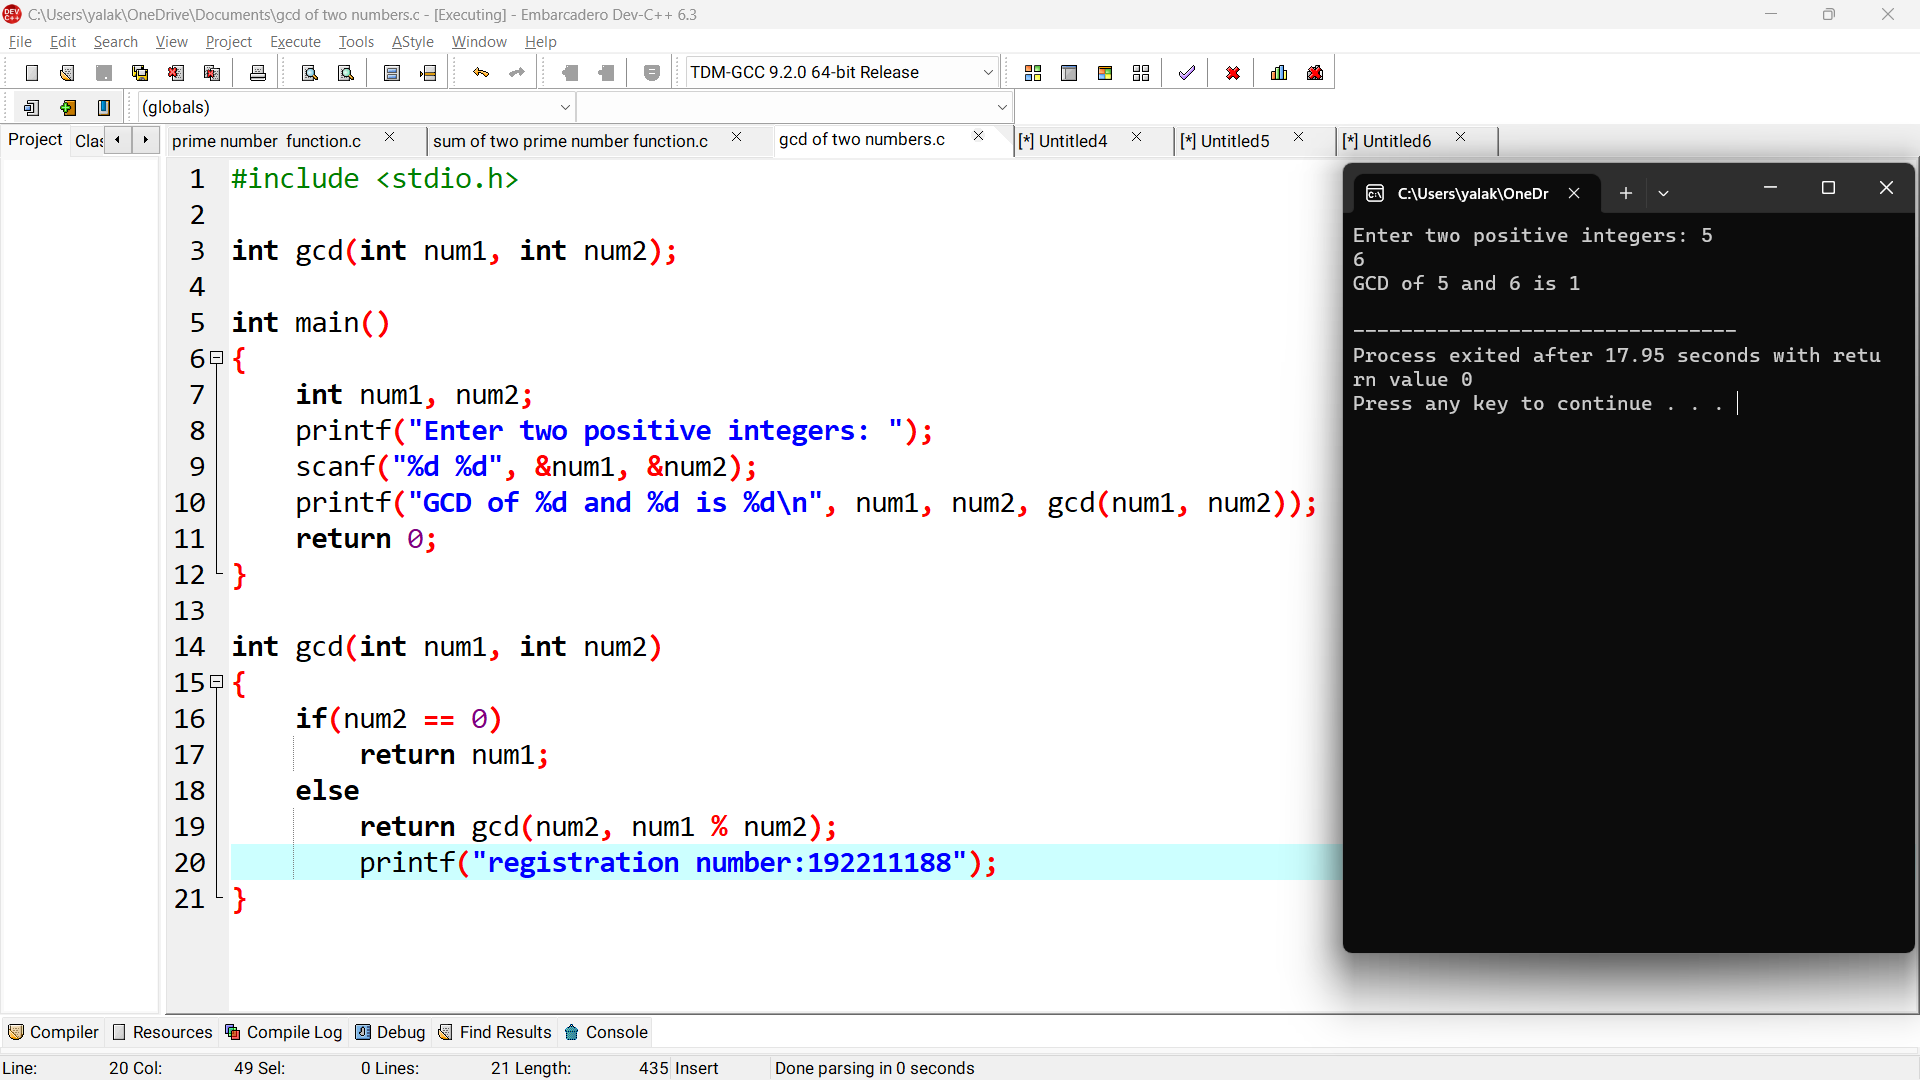 C:\Users\yalak\OneDrive\Documents\gcd of two numbers.c - [Executing] - Embarcadero Dev-C++ 6.3
File Edit Search View Project Execute Tools AStyle Window Help
TDM-GCC 9.2.0 64-bit Release
(globals)
Project Clas
prime number  function.c
sum of two prime number function.c
gcd of two numbers.c
[*] Untitled4
[*] Untitled5
[*] Untitled6
1 #include <stdio.h>
2
3 int gcd(int num1, int num2);
4
5 int main()
6 {
7     int num1, num2;
8     printf("Enter two positive integers: ");
9     scanf("%d %d", &num1, &num2);
10     printf("GCD of %d and %d is %d\n", num1, num2, gcd(num1, num2));
11     return 0;
12 }
13
14 int gcd(int num1, int num2)
15 {
16     if(num2 == 0)
17         return num1;
18     else
19         return gcd(num2, num1 % num2);
20         printf("registration number:192211188");
21 }
C:\Users\yalak\OneDr
Enter two positive integers: 5
6
GCD of 5 and 6 is 1
--------------------------------
Process exited after 17.95 seconds with retu
rn value 0
Press any key to continue . . .
Compiler Resources Compile Log Debug Find Results Console
Line: 20 Col: 49 Sel: 0 Lines: 21 Length: 435 Insert Done parsing in 0 seconds